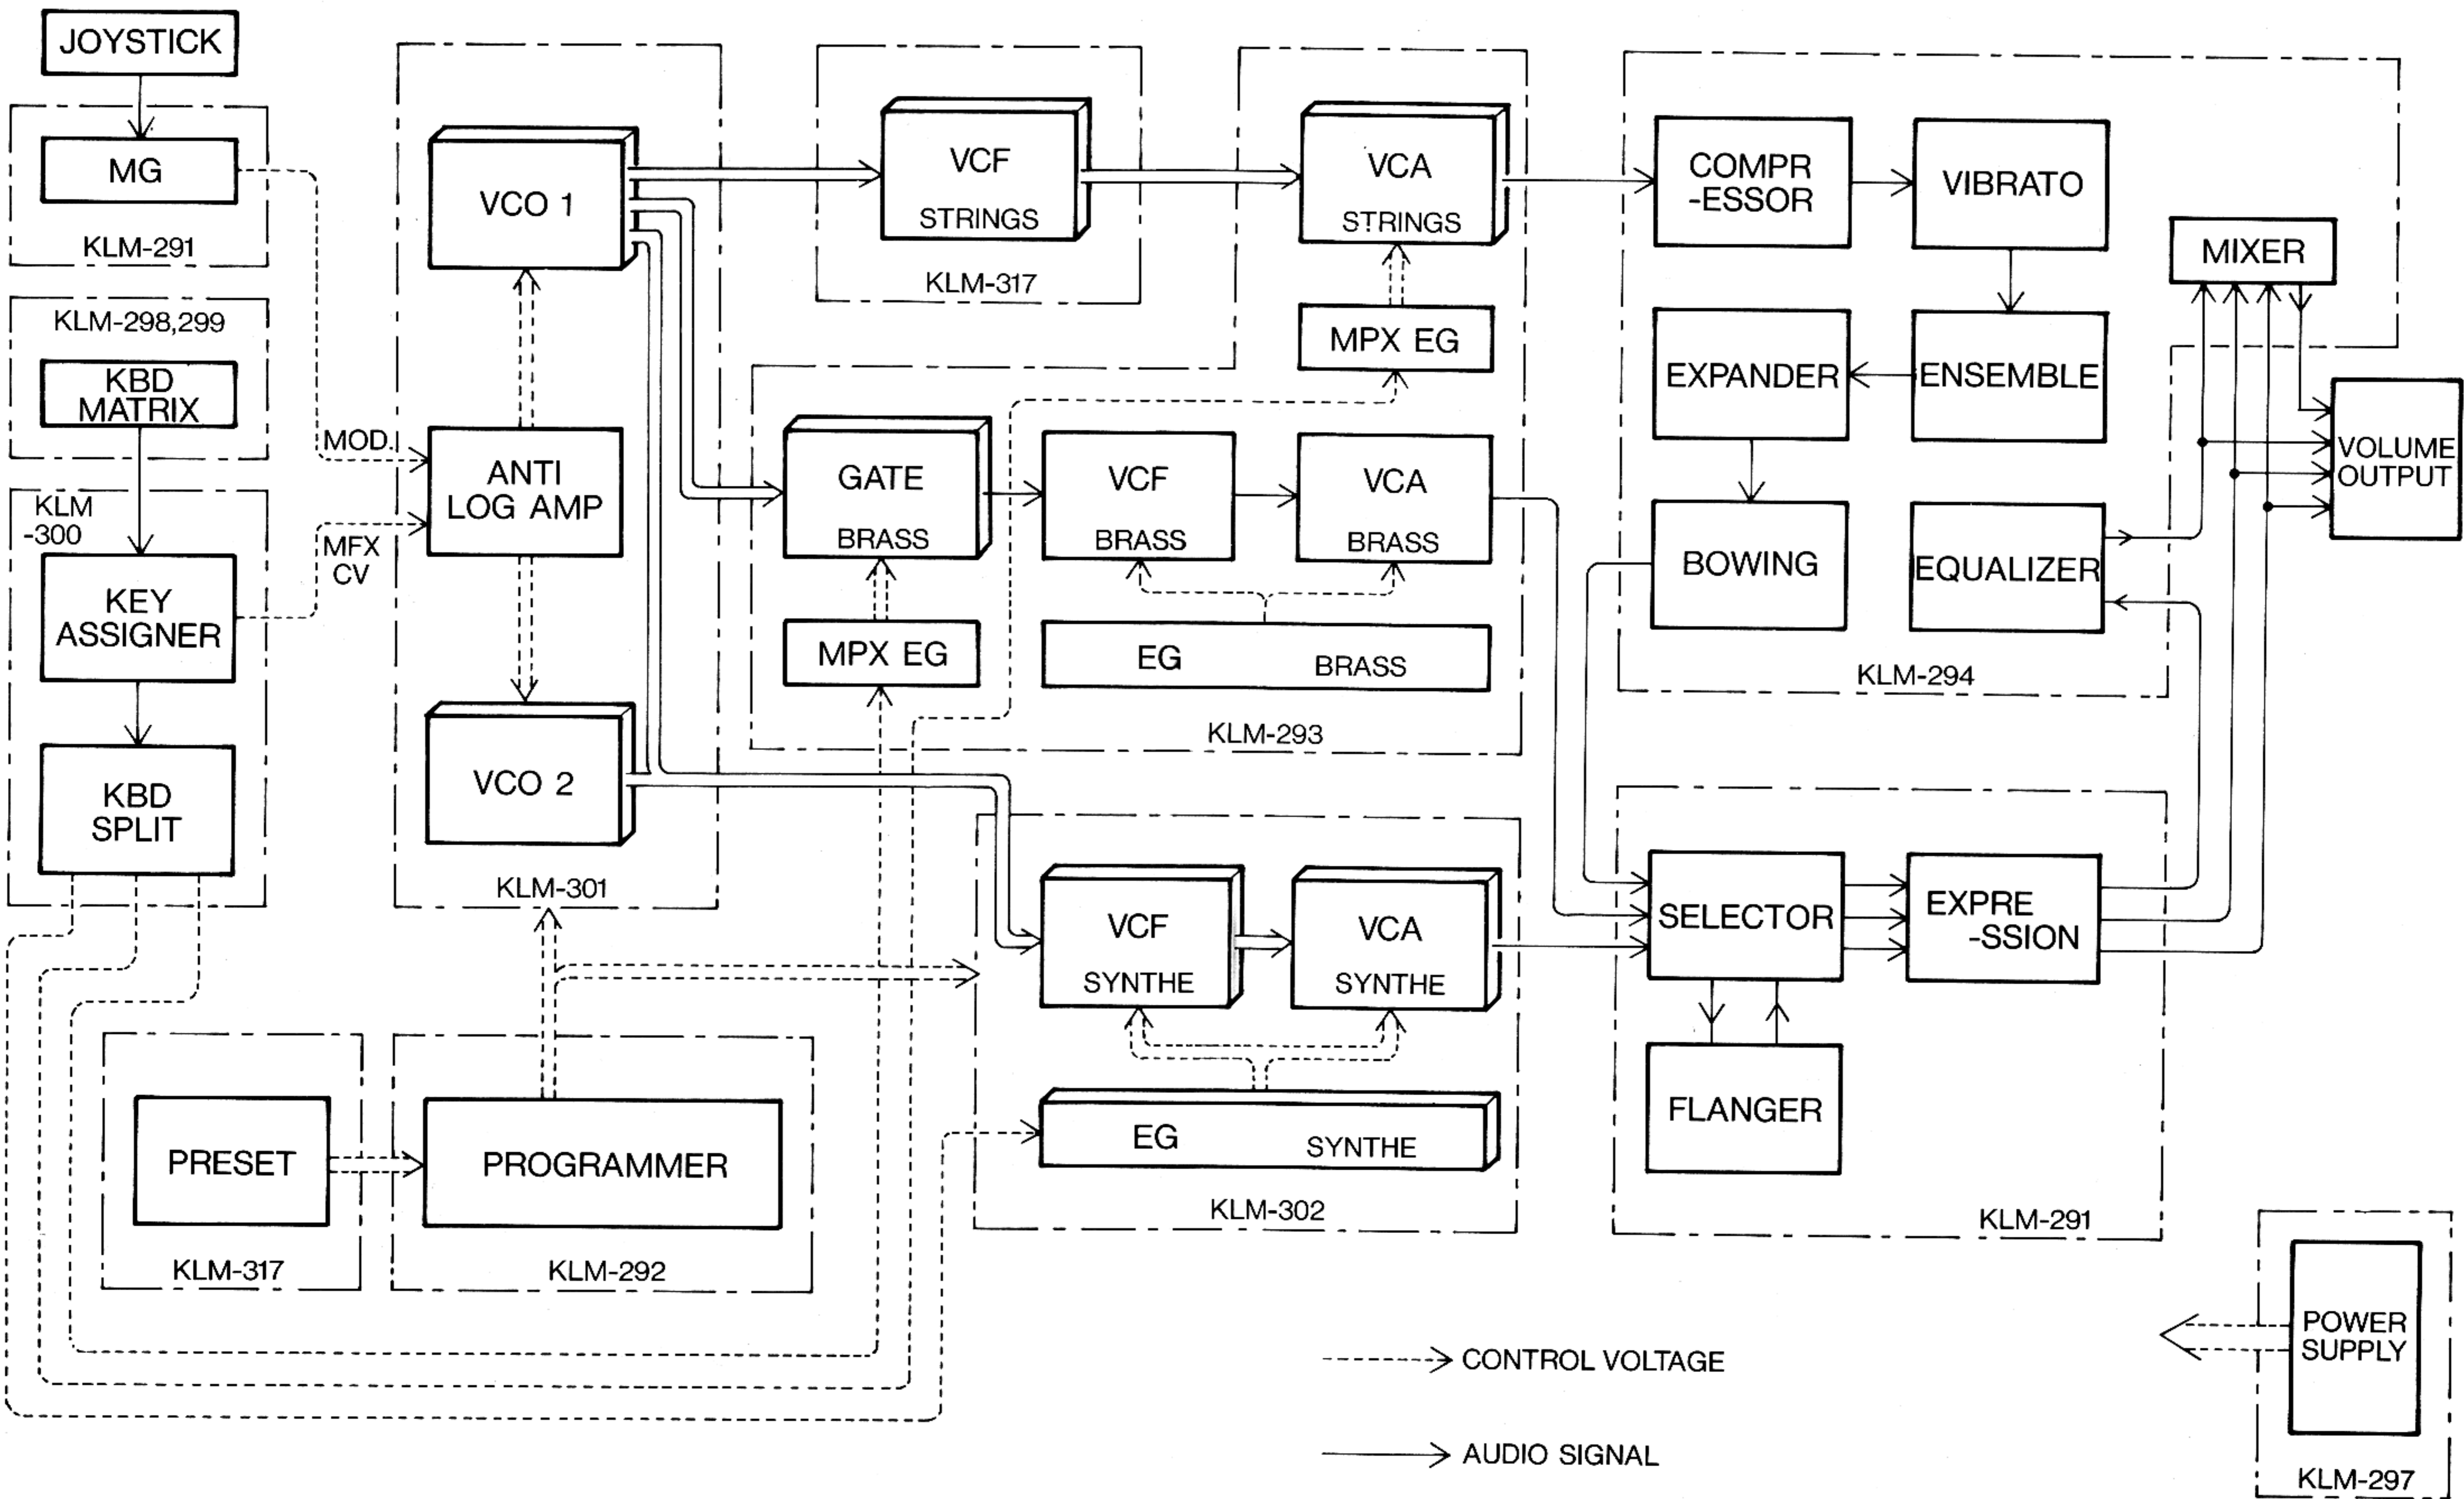 JOYSTICK
MG
KLM-291
KLM-298,299
KBD
MATRIX
KLM
-300
KEY
ASSIGNER
KBD
SPLIT
MOD.
MFX
CV
VCO 1
ANTI
LOG AMP
VCO 2
KLM-301
VCF
STRINGS
KLM-317
VCA
STRINGS
MPX EG
GATE
BRASS
VCF
BRASS
VCA
BRASS
MPX EG
EG BRASS
KLM-293
COMPR
-ESSOR
VIBRATO
MIXER
EXPANDER
ENSEMBLE
BOWING
EQUALIZER
KLM-294
VOLUME
OUTPUT
VCF
SYNTHE
VCA
SYNTHE
EG SYNTHE
KLM-302
SELECTOR
EXPRE
-SSION
FLANGER
KLM-291
PRESET
KLM-317
PROGRAMMER
KLM-292
CONTROL VOLTAGE
AUDIO SIGNAL
POWER
SUPPLY
KLM-297